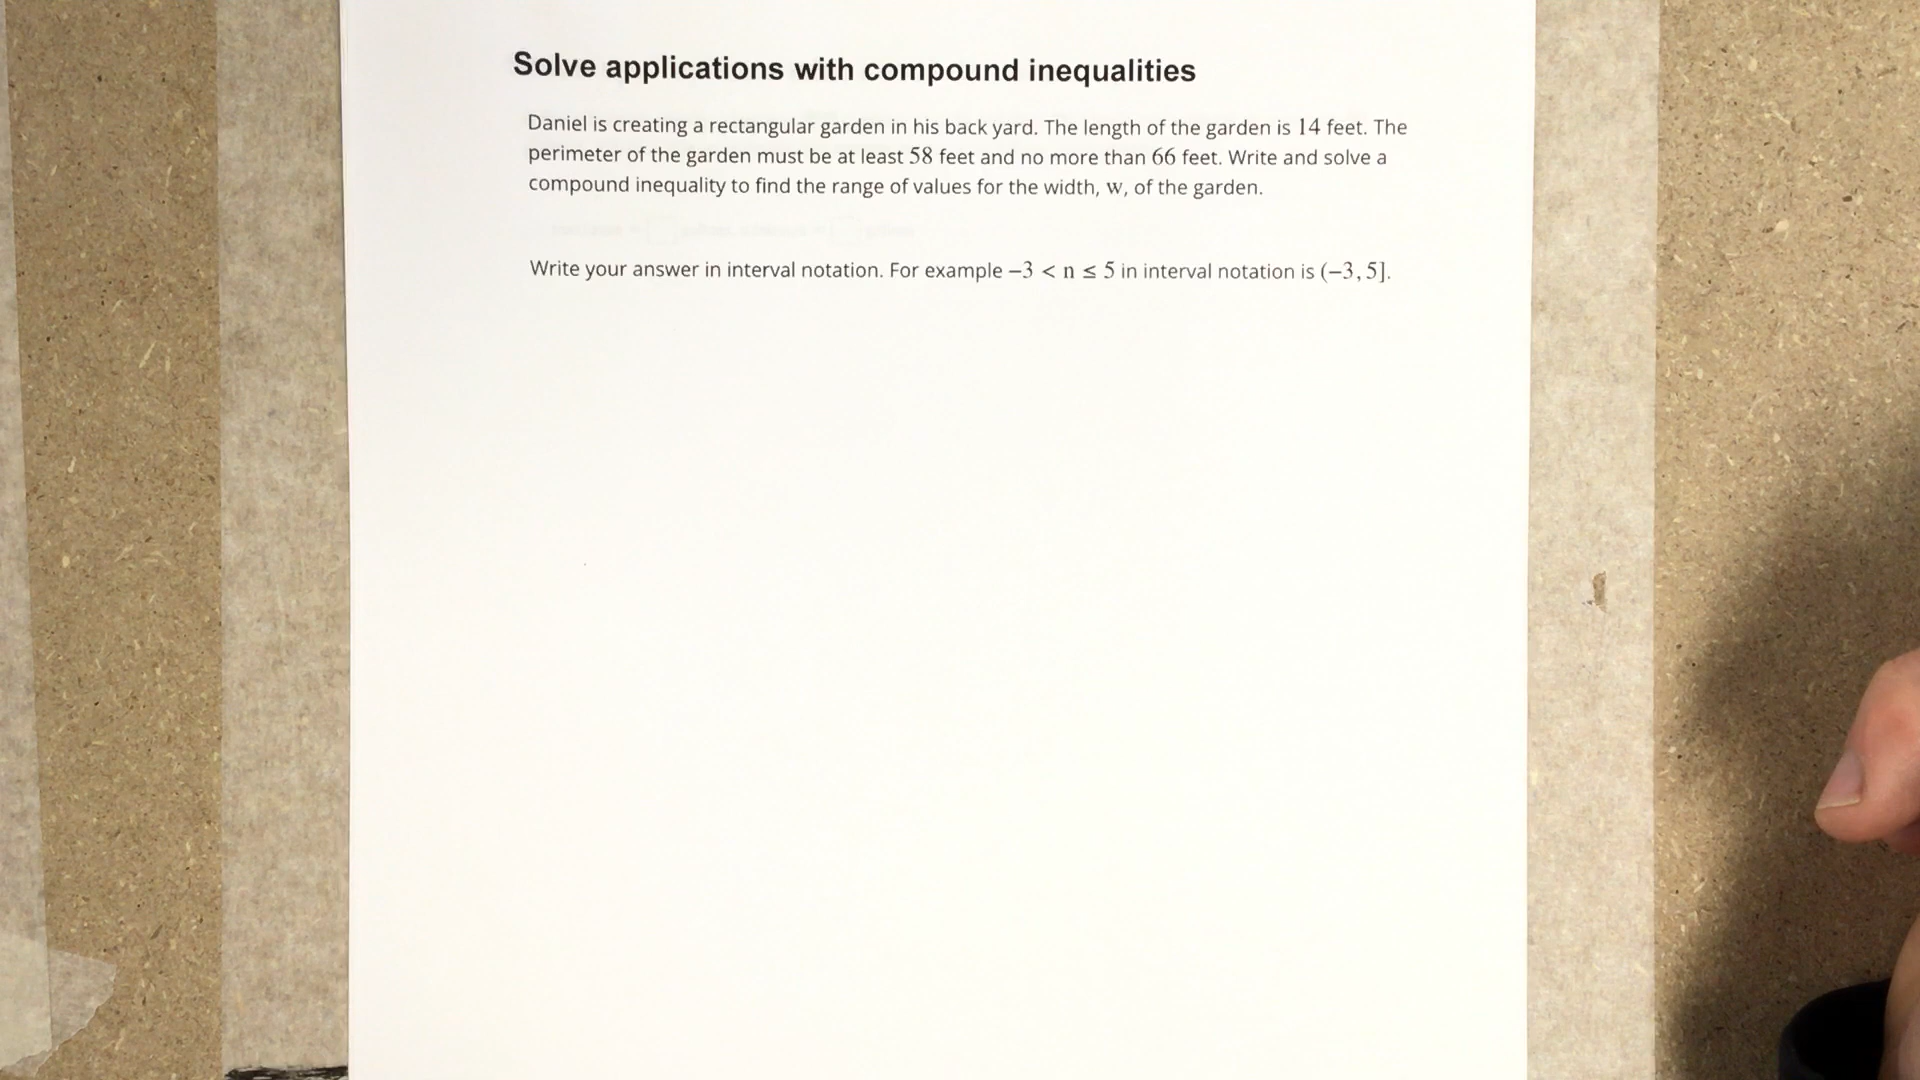 Solve applications with compound inequalities
Daniel is creating a rectangular garden in his back yard. The length of the garden is 14 feet. The
perimeter of the garden must be at least 58 feet and no more than 66 feet. Write and solve a
compound inequality to find the range of values for the width, w, of the garden.
Write your answer in interval notation. For example −3 < n ≤ 5 in interval notation is (−3, 5].